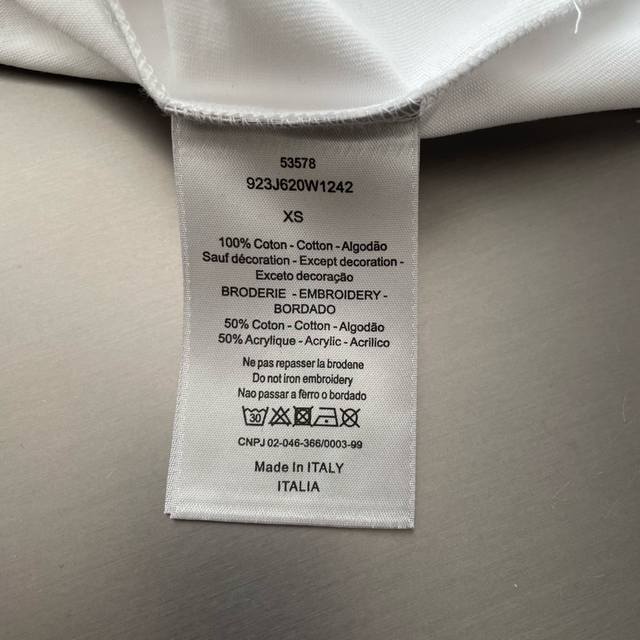 53578
923J620W1242
XS
100% Coton - Cotton - Algodão
Sauf décoration - Except decoration -
Exceto decoração
BRODERIE - EMBROIDERY -
BORDADO
50% Coton - Cotton - Algodão
50% Acrylique - Acrylic - Acrilico
Ne pas repasser la brodene
Do not iron embroidery
Nao passar a fèrro o bordado
30
CNPJ 02-046-366/0003-99
Made In ITALY
ITALIA